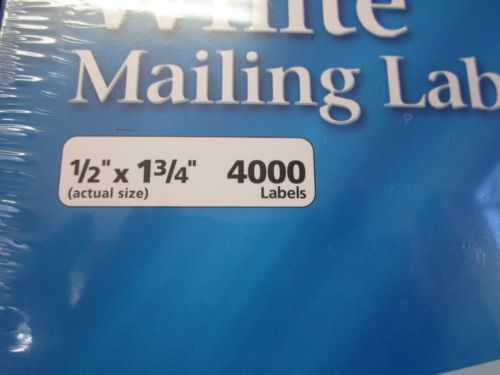 White
Mailing Lab
1/2" x 1 3/4" 4000
(actual size) Labels